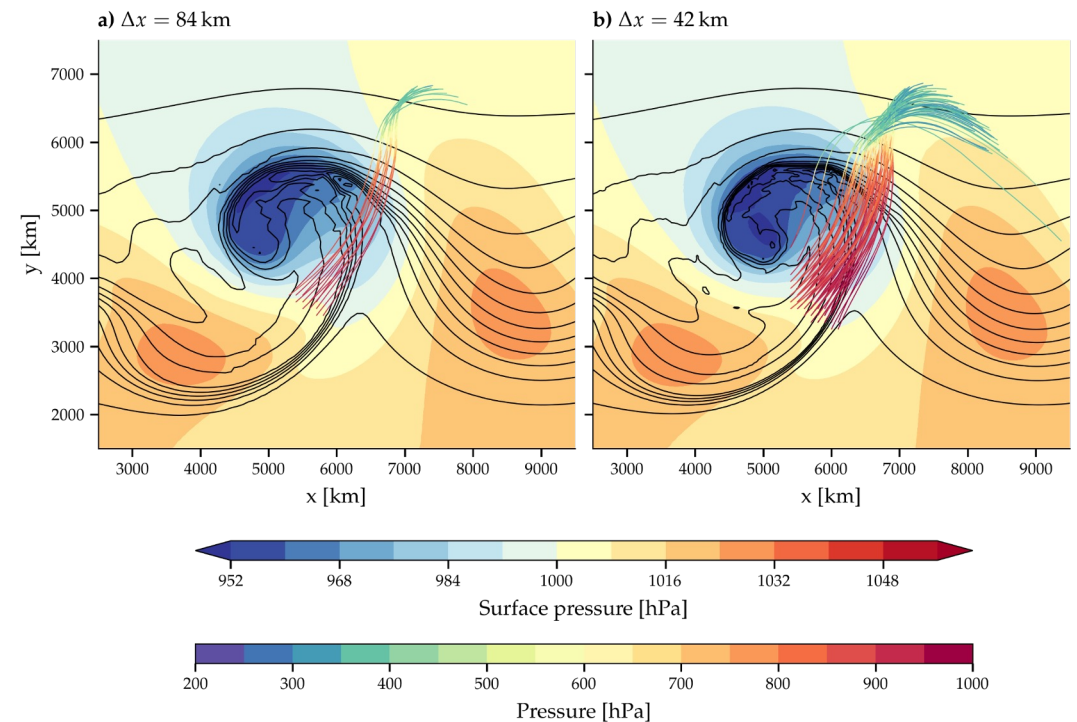 a) Δx = 84 km
b) Δx = 42 km
7000
6000
5000
4000
3000
2000
y [km]
3000 4000 5000 6000 7000 8000 9000
3000 4000 5000 6000 7000 8000 9000
x [km]
x [km]
952 968 984 1000 1016 1032 1048
Surface pressure [hPa]
200 300 400 500 600 700 800 900 1000
Pressure [hPa]